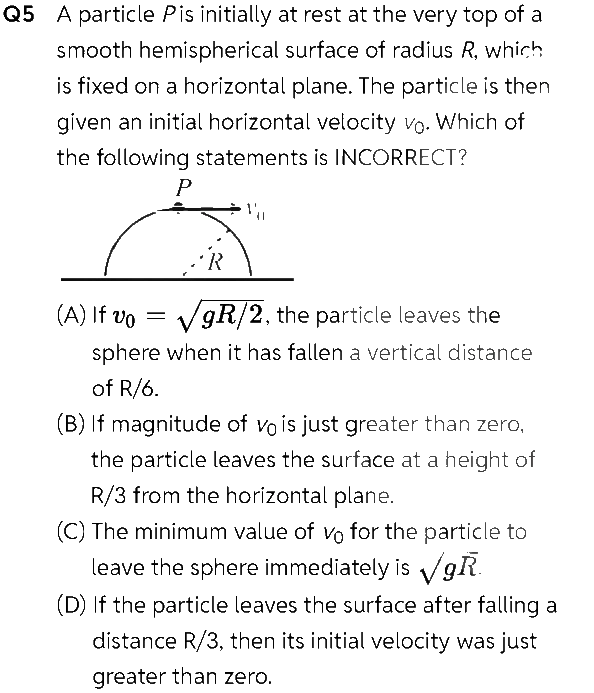 Q5 A particle P is initially at rest at the very top of a
smooth hemispherical surface of radius R, which
is fixed on a horizontal plane. The particle is then
given an initial horizontal velocity v₀. Which of
the following statements is INCORRECT?
P
v₀
R
(A) If v₀ = √gR/2, the particle leaves the
sphere when it has fallen a vertical distance
of R/6.
(B) If magnitude of v₀ is just greater than zero,
the particle leaves the surface at a height of
R/3 from the horizontal plane.
(C) The minimum value of v₀ for the particle to
leave the sphere immediately is √gR.
(D) If the particle leaves the surface after falling a
distance R/3, then its initial velocity was just
greater than zero.